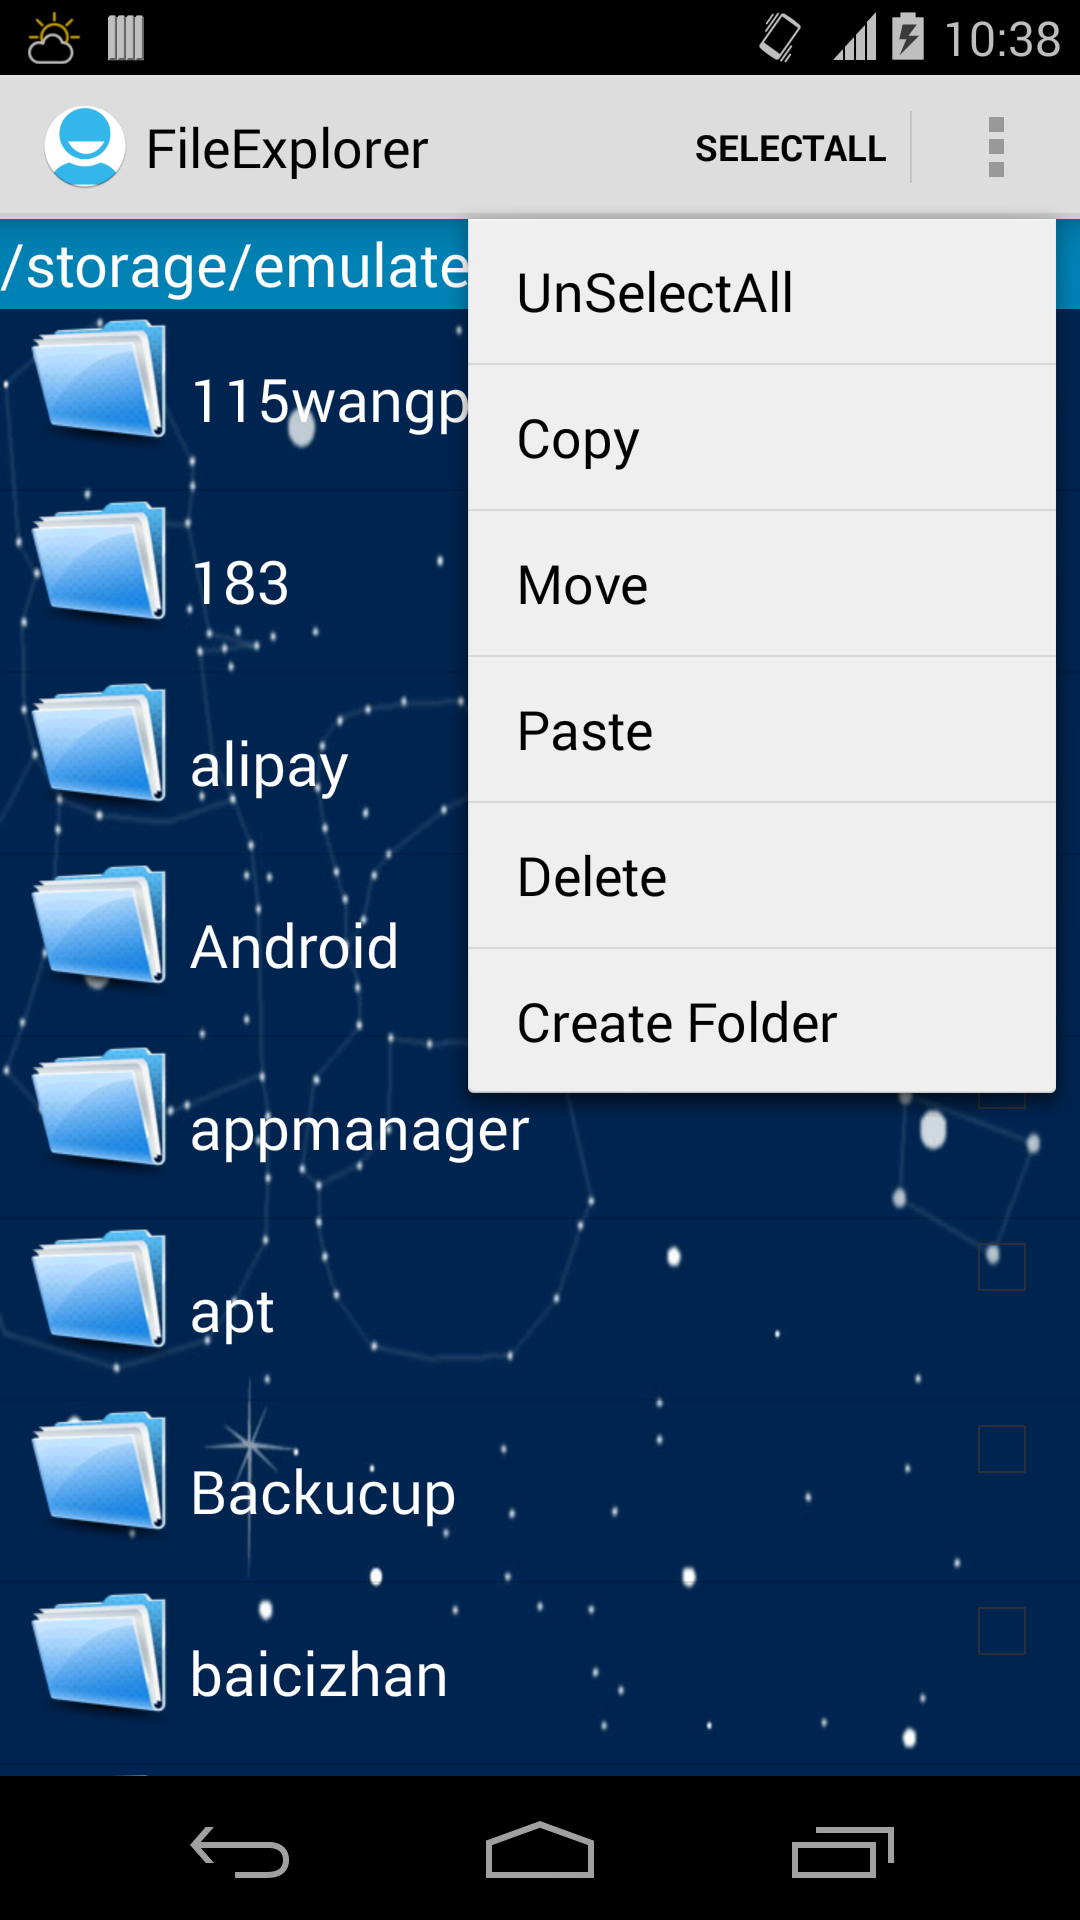 10:38
FileExplorer SELECTALL
/storage/emulate
UnSelectAll
115wangp
Copy
183
Move
Paste
alipay
Delete
Android
Create Folder
appmanager
apt
Backucup
baicizhan